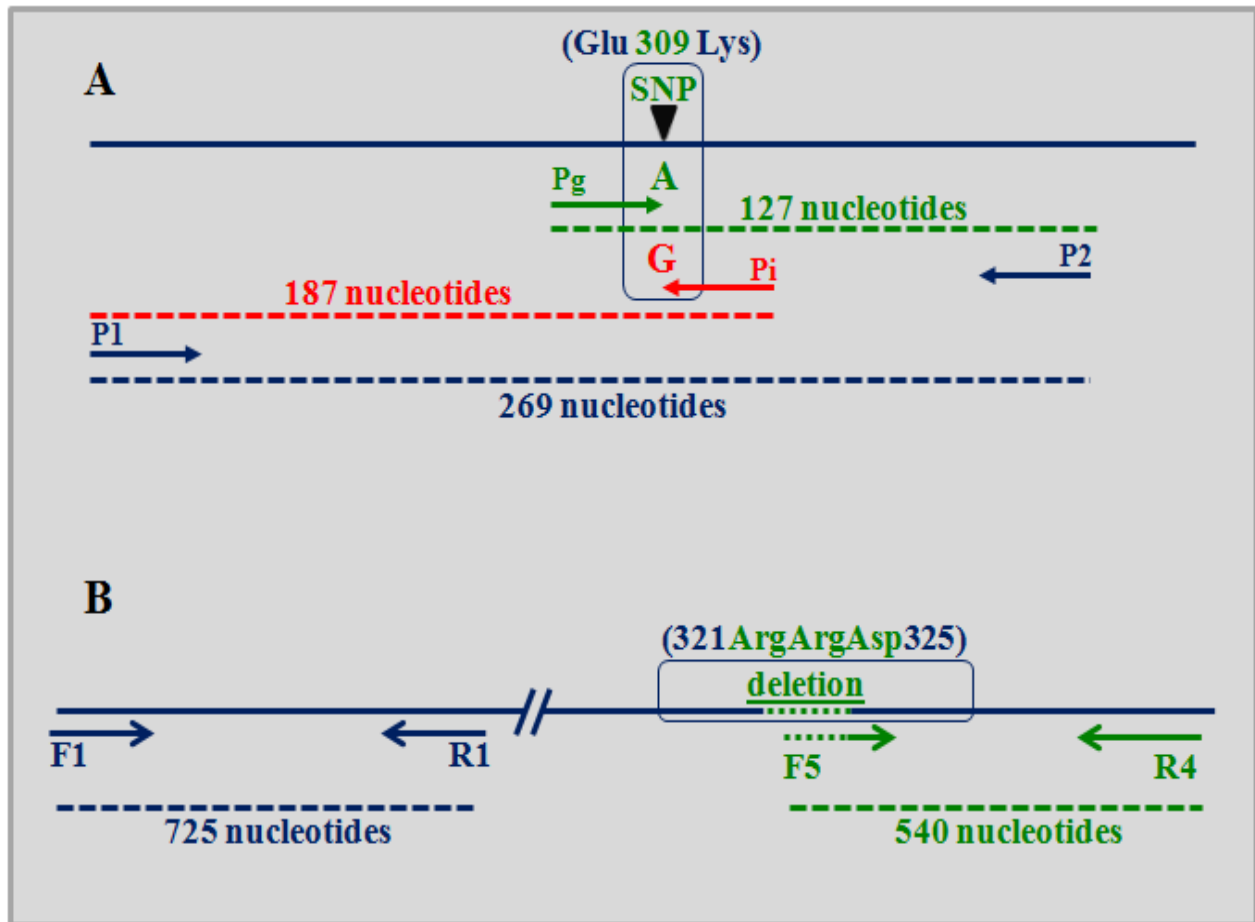 (Glu 309 Lys)
A
SNP
Pg
A
127 nucleotides
G
Pi
P2
187 nucleotides
P1
269 nucleotides
B
(321ArgArgAsp325)
deletion
F1
R1
F5
R4
725 nucleotides
540 nucleotides